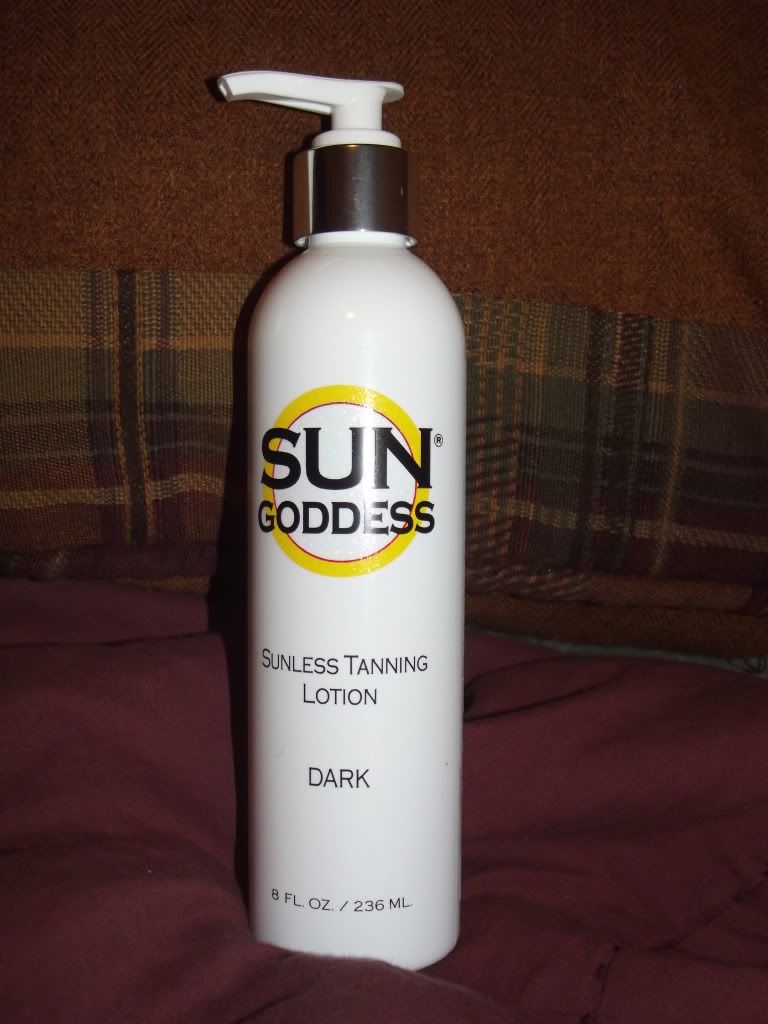 SUN®
GODDESS
SUNLESS TANNING
LOTION
DARK
8 FL. OZ. / 236 ML.